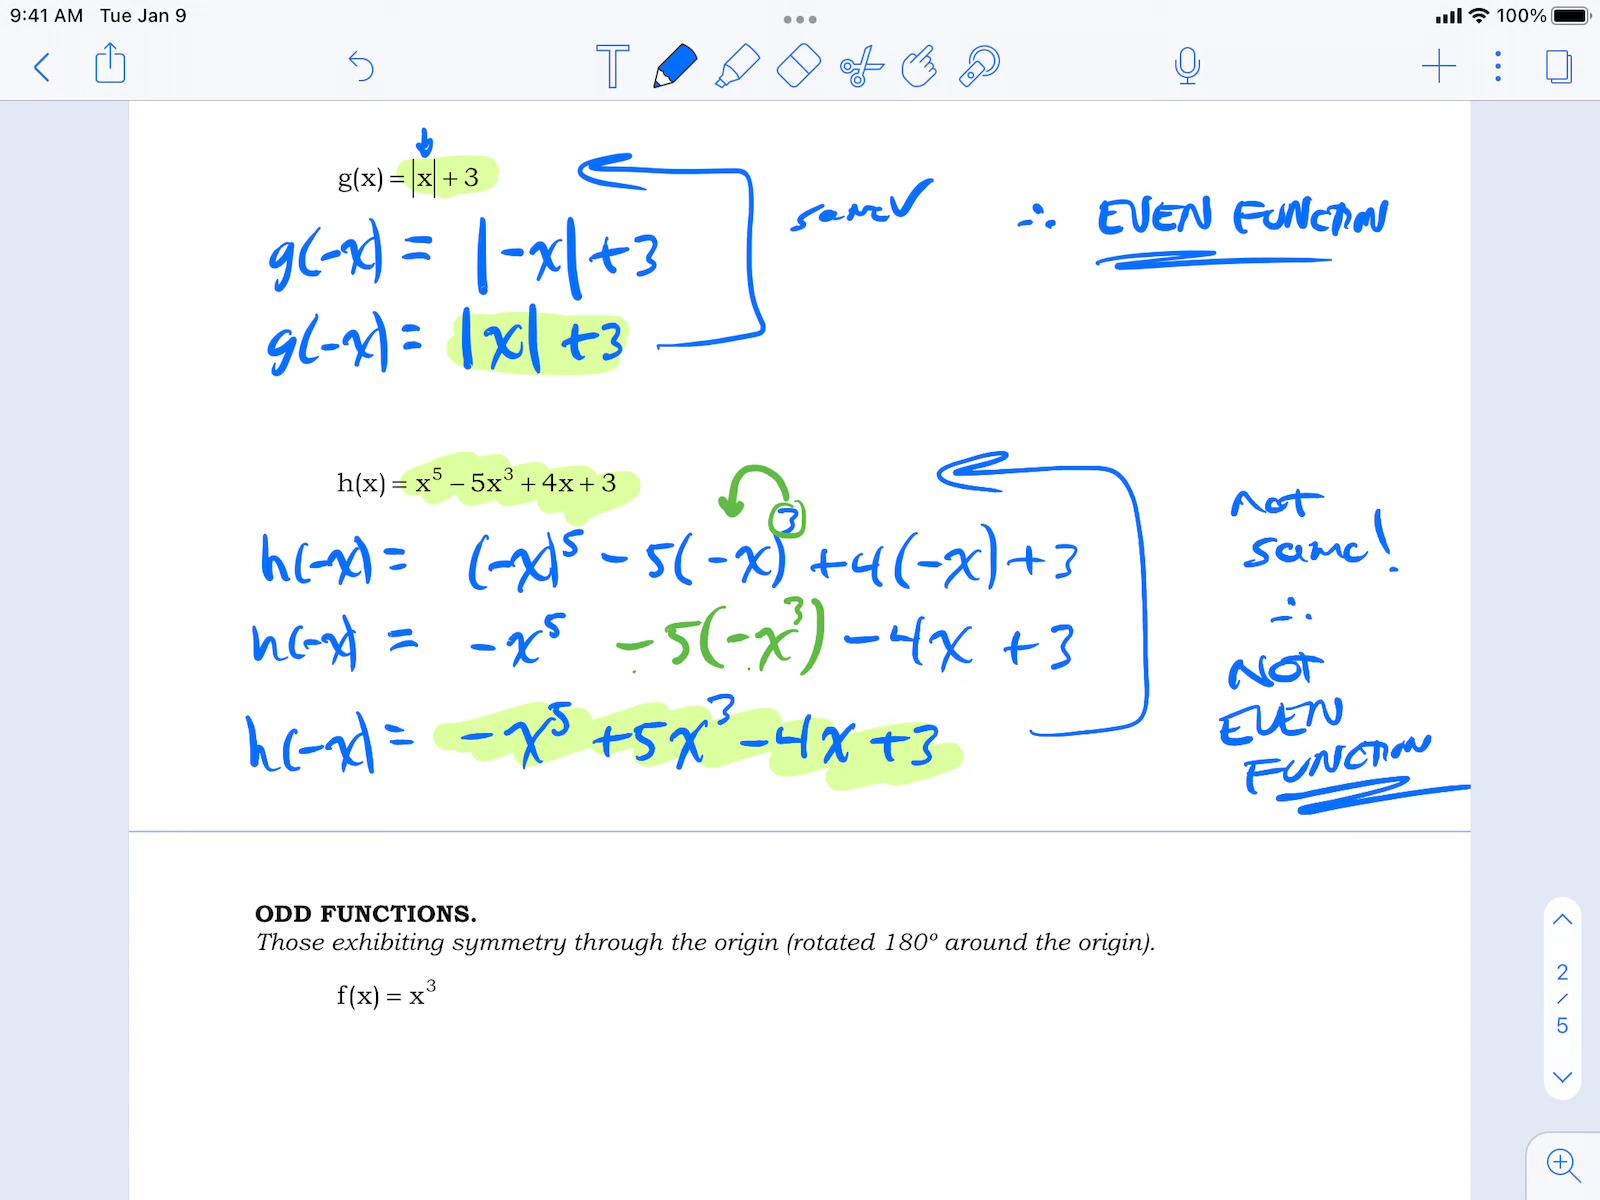 9:41 AM Tue Jan 9
100%
g(x) = |x| + 3
g(-x) = |-x| + 3
same ✓
∴ EVEN FUNCTION
g(-x) = |x| + 3
h(x) = x⁵ – 5x³ + 4x + 3
h(-x) = (-x)⁵ - 5(-x)³ + 4(-x) + 3
h(-x) = -x⁵ - 5(-x³) - 4x + 3
h(-x) = -x⁵ + 5x³ - 4x + 3
Not
same!
∴
NOT
EVEN
FUNCTION
ODD FUNCTIONS.
Those exhibiting symmetry through the origin (rotated 180º around the origin).
f(x) = x³
2
/
5